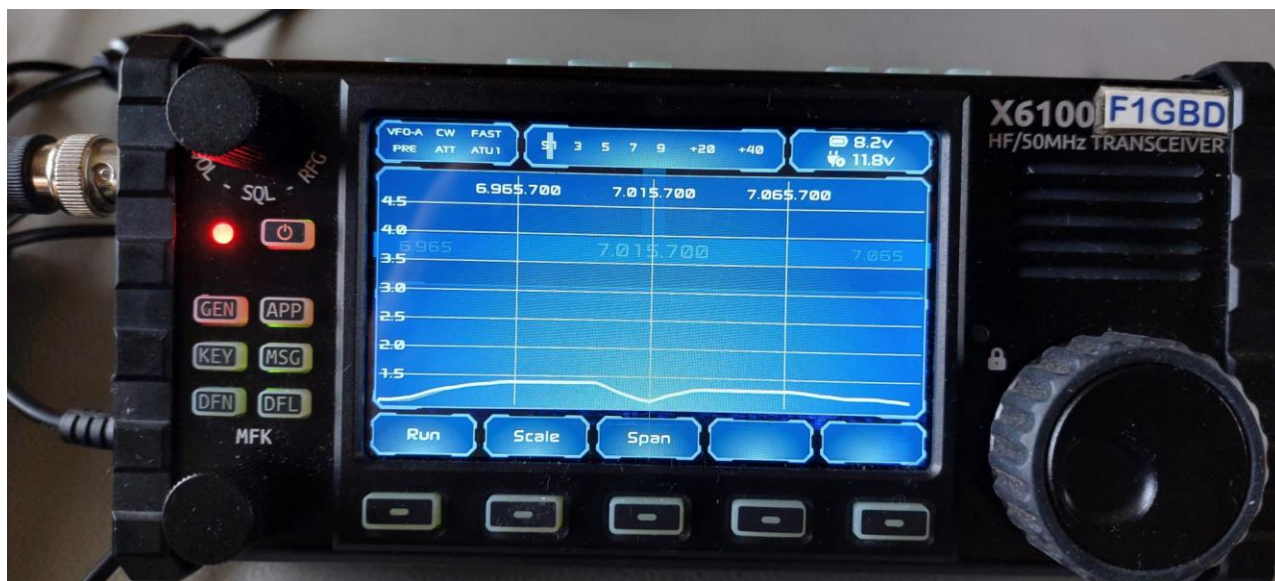 X6100 F1GBD
HF/50MHz TRANSCEIVER
VFO-A CW FAST
PRE ATT ATU1
S1 3 5 7 9 +20 +40
8.2v
11.8v
VOL - SQL - RFG
6.965.700 7.015.700 7.065.700
4.5
4.0
6.965 7.015.700 7.065
3.5
3.0
2.5
2.0
1.5
GEN APP
KEY MSG
DFN DFL
MFK
Run Scale Span